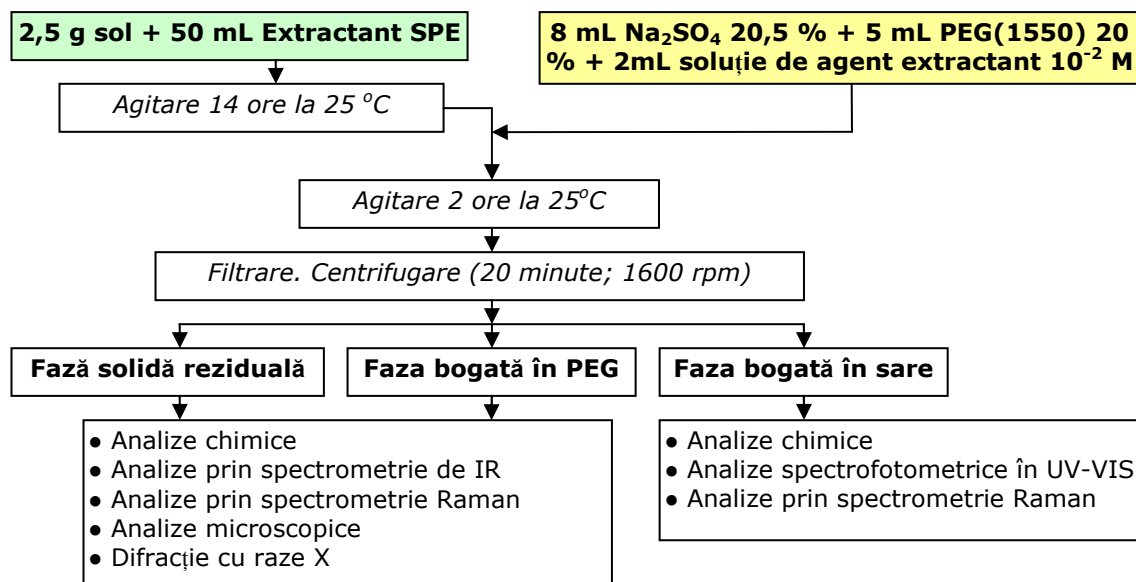 2,5 g sol + 50 mL Extractant SPE
8 mL Na₂SO₄ 20,5 % + 5 mL PEG(1550) 20
% + 2mL soluție de agent extractant 10⁻² M
Agitare 14 ore la 25 °C
Agitare 2 ore la 25°C
Filtrare. Centrifugare (20 minute; 1600 rpm)
Fază solidă reziduală
Faza bogată în PEG
Faza bogată în sare
● Analize chimice
● Analize prin spectrometrie de IR
● Analize prin spectrometrie Raman
● Analize microscopice
● Difracție cu raze X
● Analize chimice
● Analize spectrofotometrice în UV-VIS
● Analize prin spectrometrie Raman